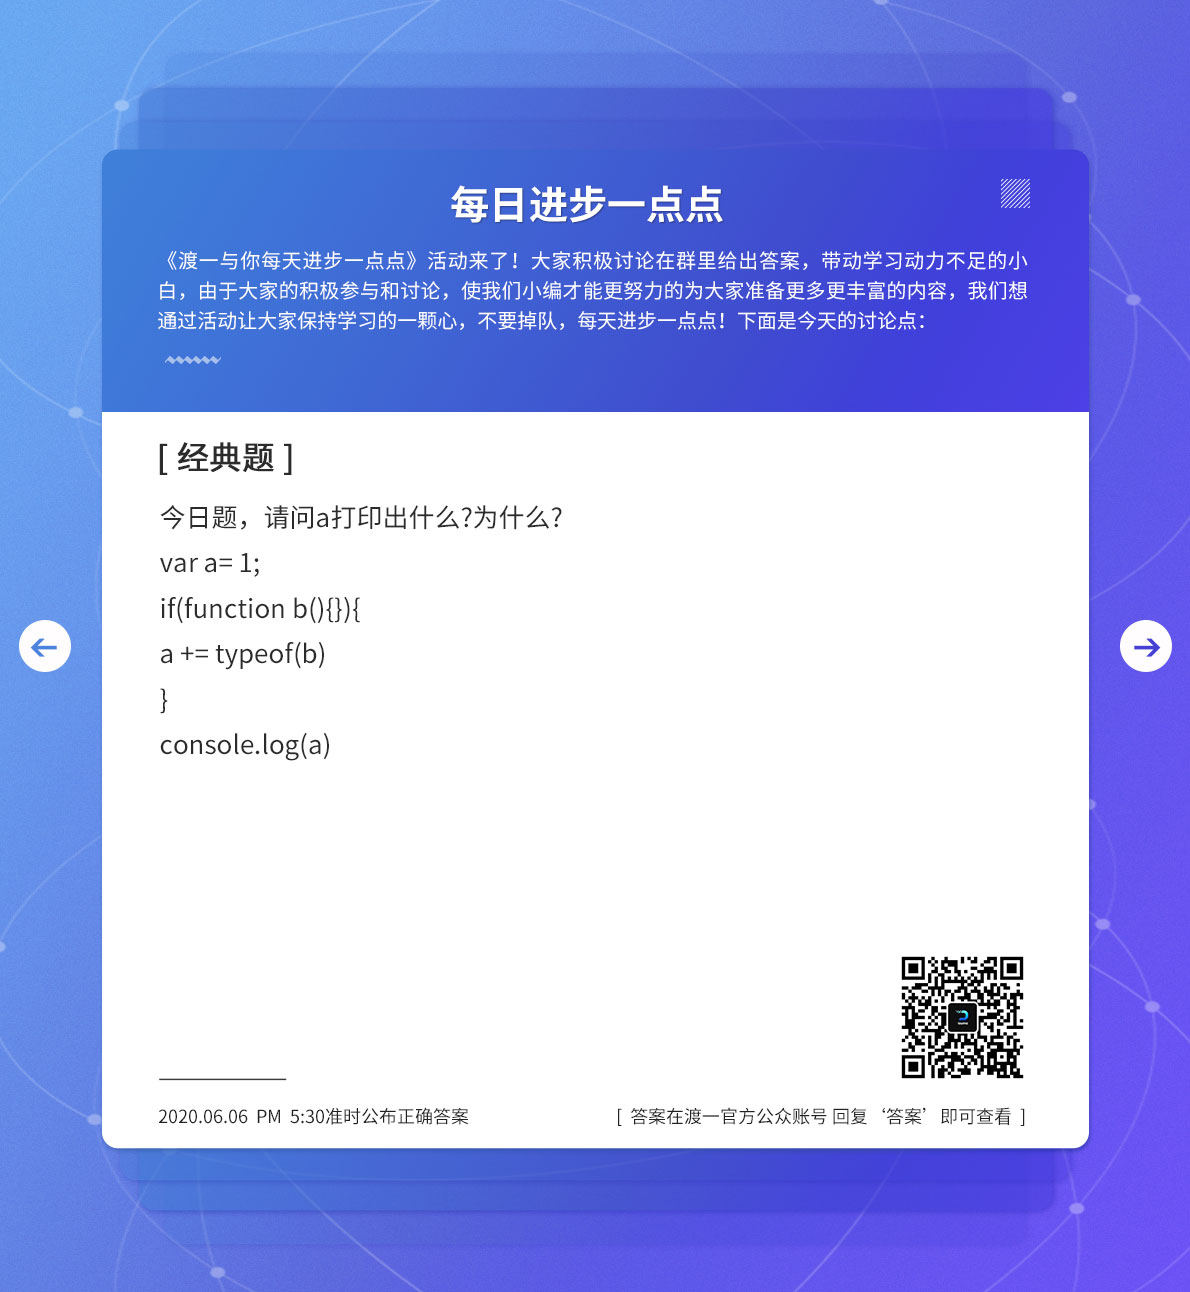 每日进步一点点
《渡一与你每天进步一点点》活动来了！大家积极讨论在群里给出答案，带动学习动力不足的小
白，由于大家的积极参与和讨论，使我们小编才能更努力的为大家准备更多更丰富的内容，我们想
通过活动让大家保持学习的一颗心，不要掉队，每天进步一点点！下面是今天的讨论点：
[ 经典题 ]
今日题，请问a打印出什么?为什么?
var a= 1;
if(function b(){}){
a += typeof(b)
}
console.log(a)
2020.06.06 PM 5:30准时公布正确答案
[ 答案在渡一官方公众账号 回复 ‘答案’ 即可查看 ]